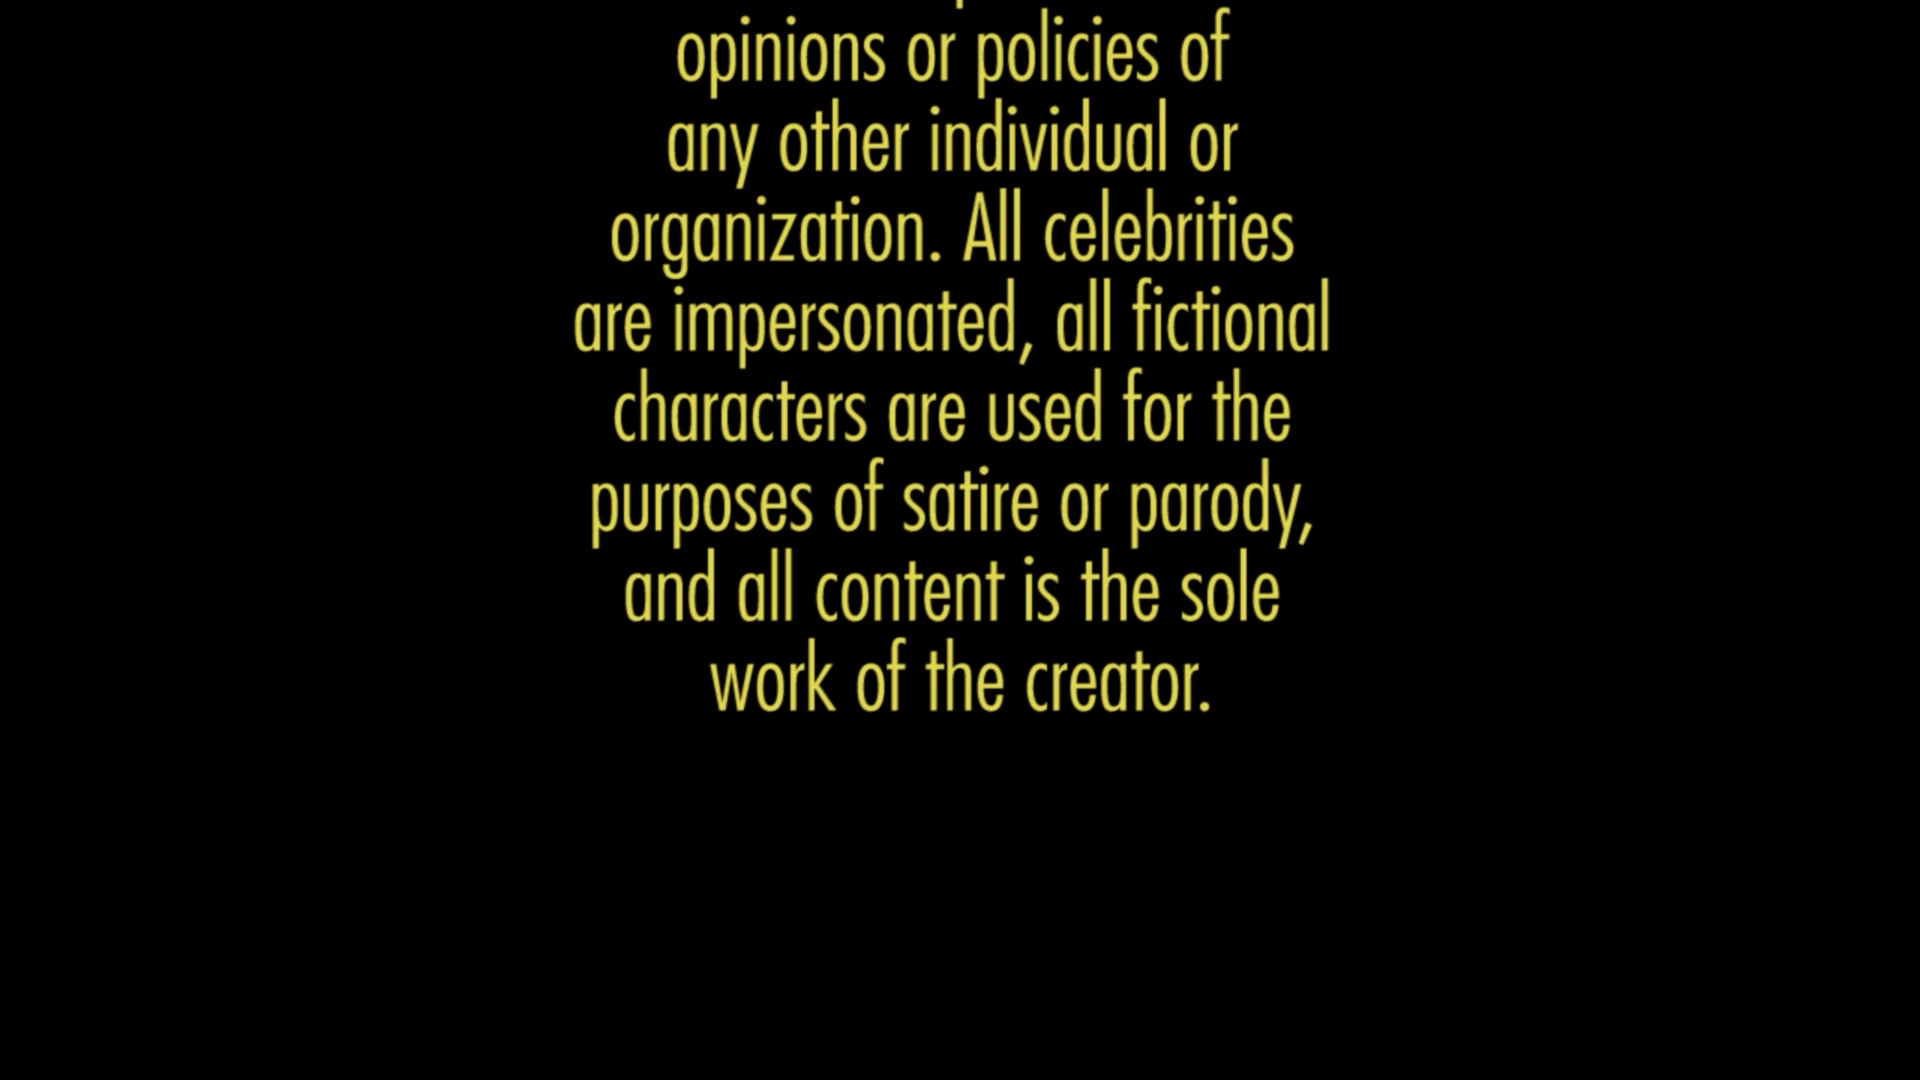 opinions or policies of
any other individual or
organization. All celebrities
are impersonated, all fictional
characters are used for the
purposes of satire or parody,
and all content is the sole
work of the creator.